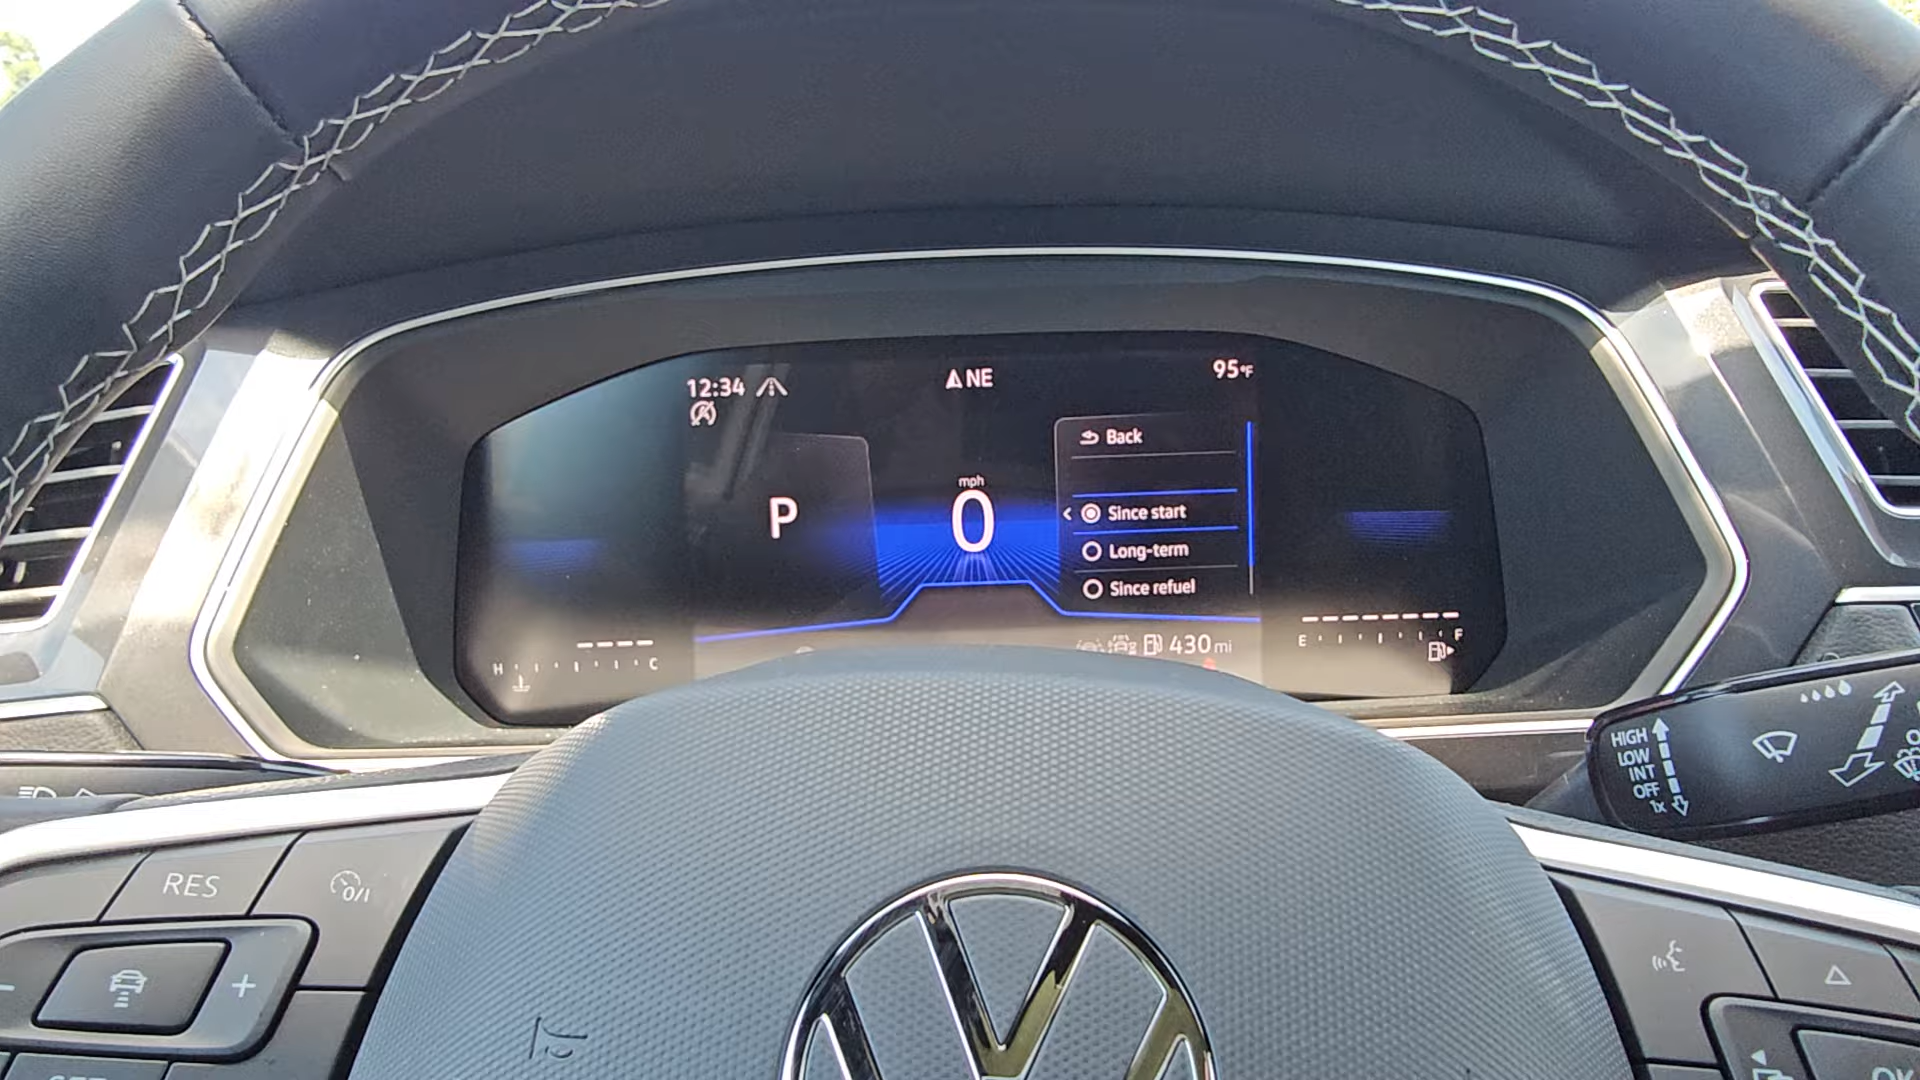 12:34
NE
95°F
Back
mph
P
0
Since start
Long-term
Since refuel
430 mi
H C
E F
HIGH
LOW
INT
OFF
1x
RES
0/I
- +
OK